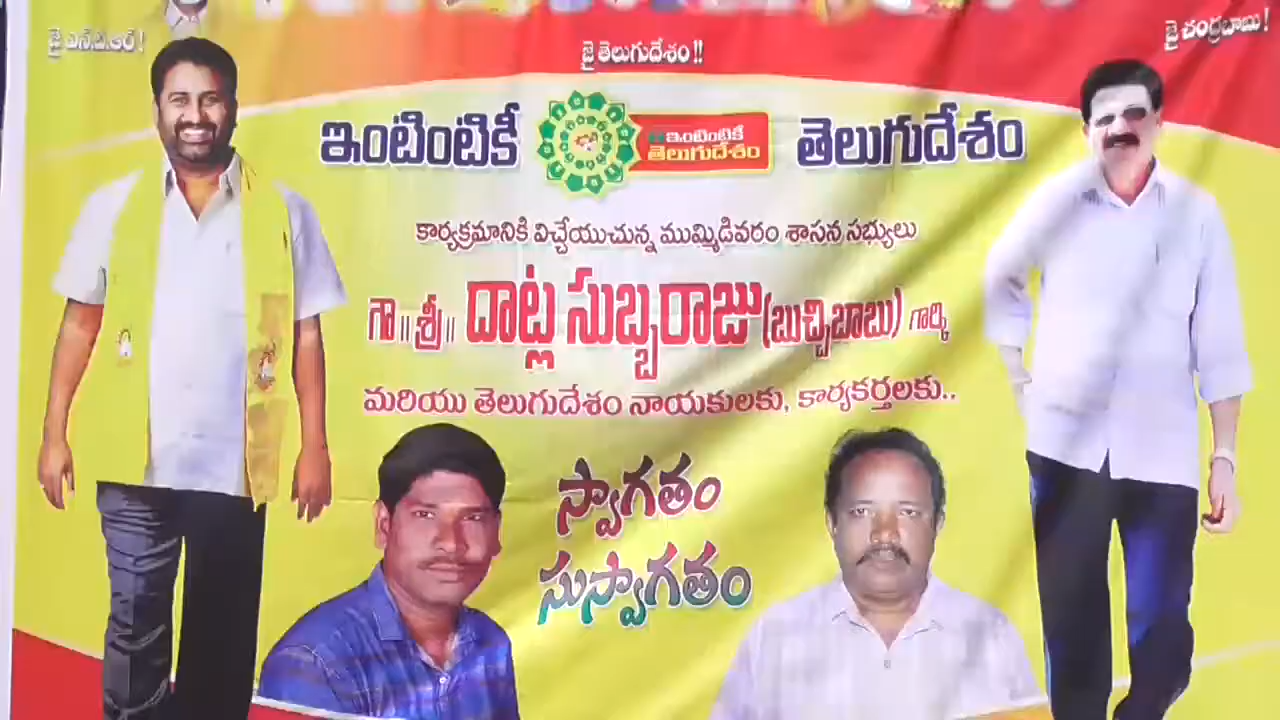 జై ఎన్.టి.ఆర్!
జై తెలుగుదేశం!!
జై చంద్రబాబు!
ఇంటింటికీ
ఇంటింటికీ
తెలుగుదేశం
తెలుగుదేశం
కార్యక్రమానికి విచ్చేయుచున్న ముమ్మిడివరం శాసన సభ్యులు
గౌ॥శ్రీ॥ దాట్ల సుబ్బరాజు(బుచ్చిబాబు) గార్కి
మరియు తెలుగుదేశం నాయకులకు, కార్యకర్తలకు..
స్వాగతం
సుస్వాగతం